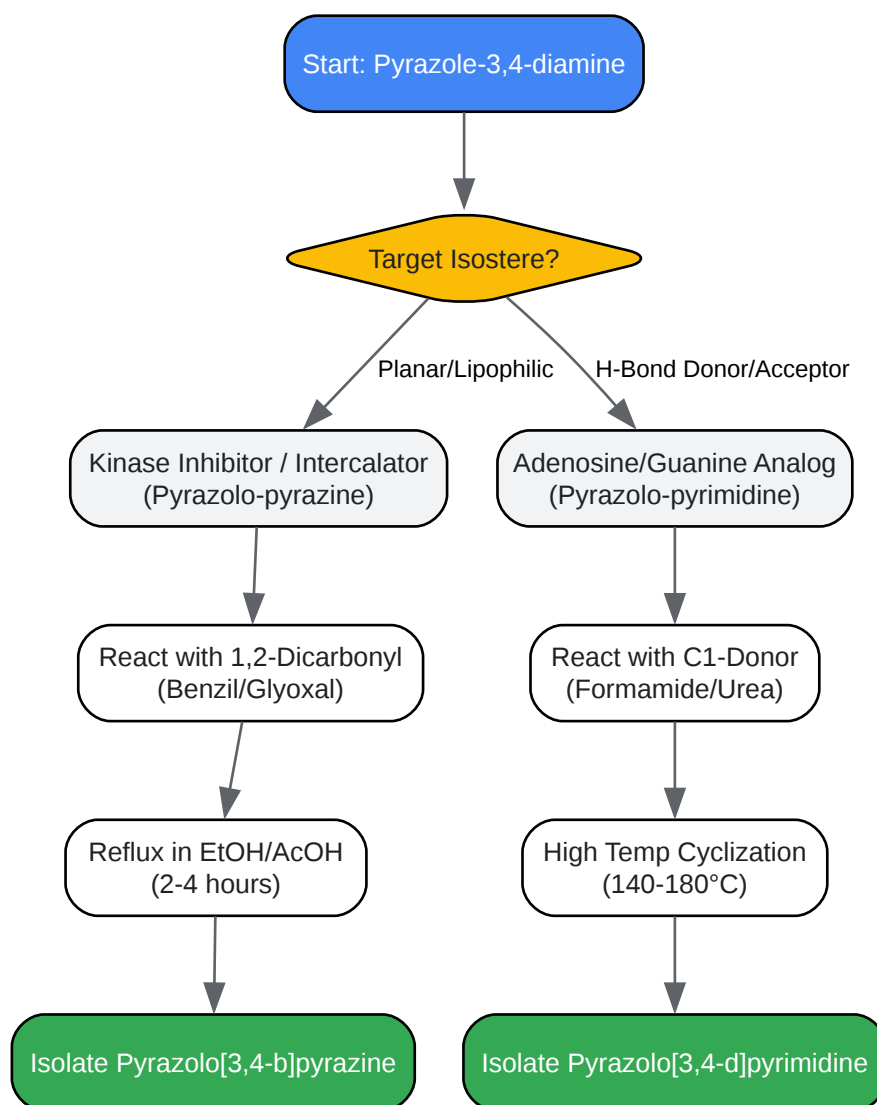 Start: Pyrazole-3,4-diamine
Target Isostere?
Planar/Lipophilic
H-Bond Donor/Acceptor
Kinase Inhibitor / Intercalator
(Pyrazolo-pyrazine)
Adenosine/Guanine Analog
(Pyrazolo-pyrimidine)
React with 1,2-Dicarbonyl
(Benzil/Glyoxal)
React with C1-Donor
(Formamide/Urea)
Reflux in EtOH/AcOH
(2-4 hours)
High Temp Cyclization
(140-180°C)
Isolate Pyrazolo[3,4-b]pyrazine
Isolate Pyrazolo[3,4-d]pyrimidine